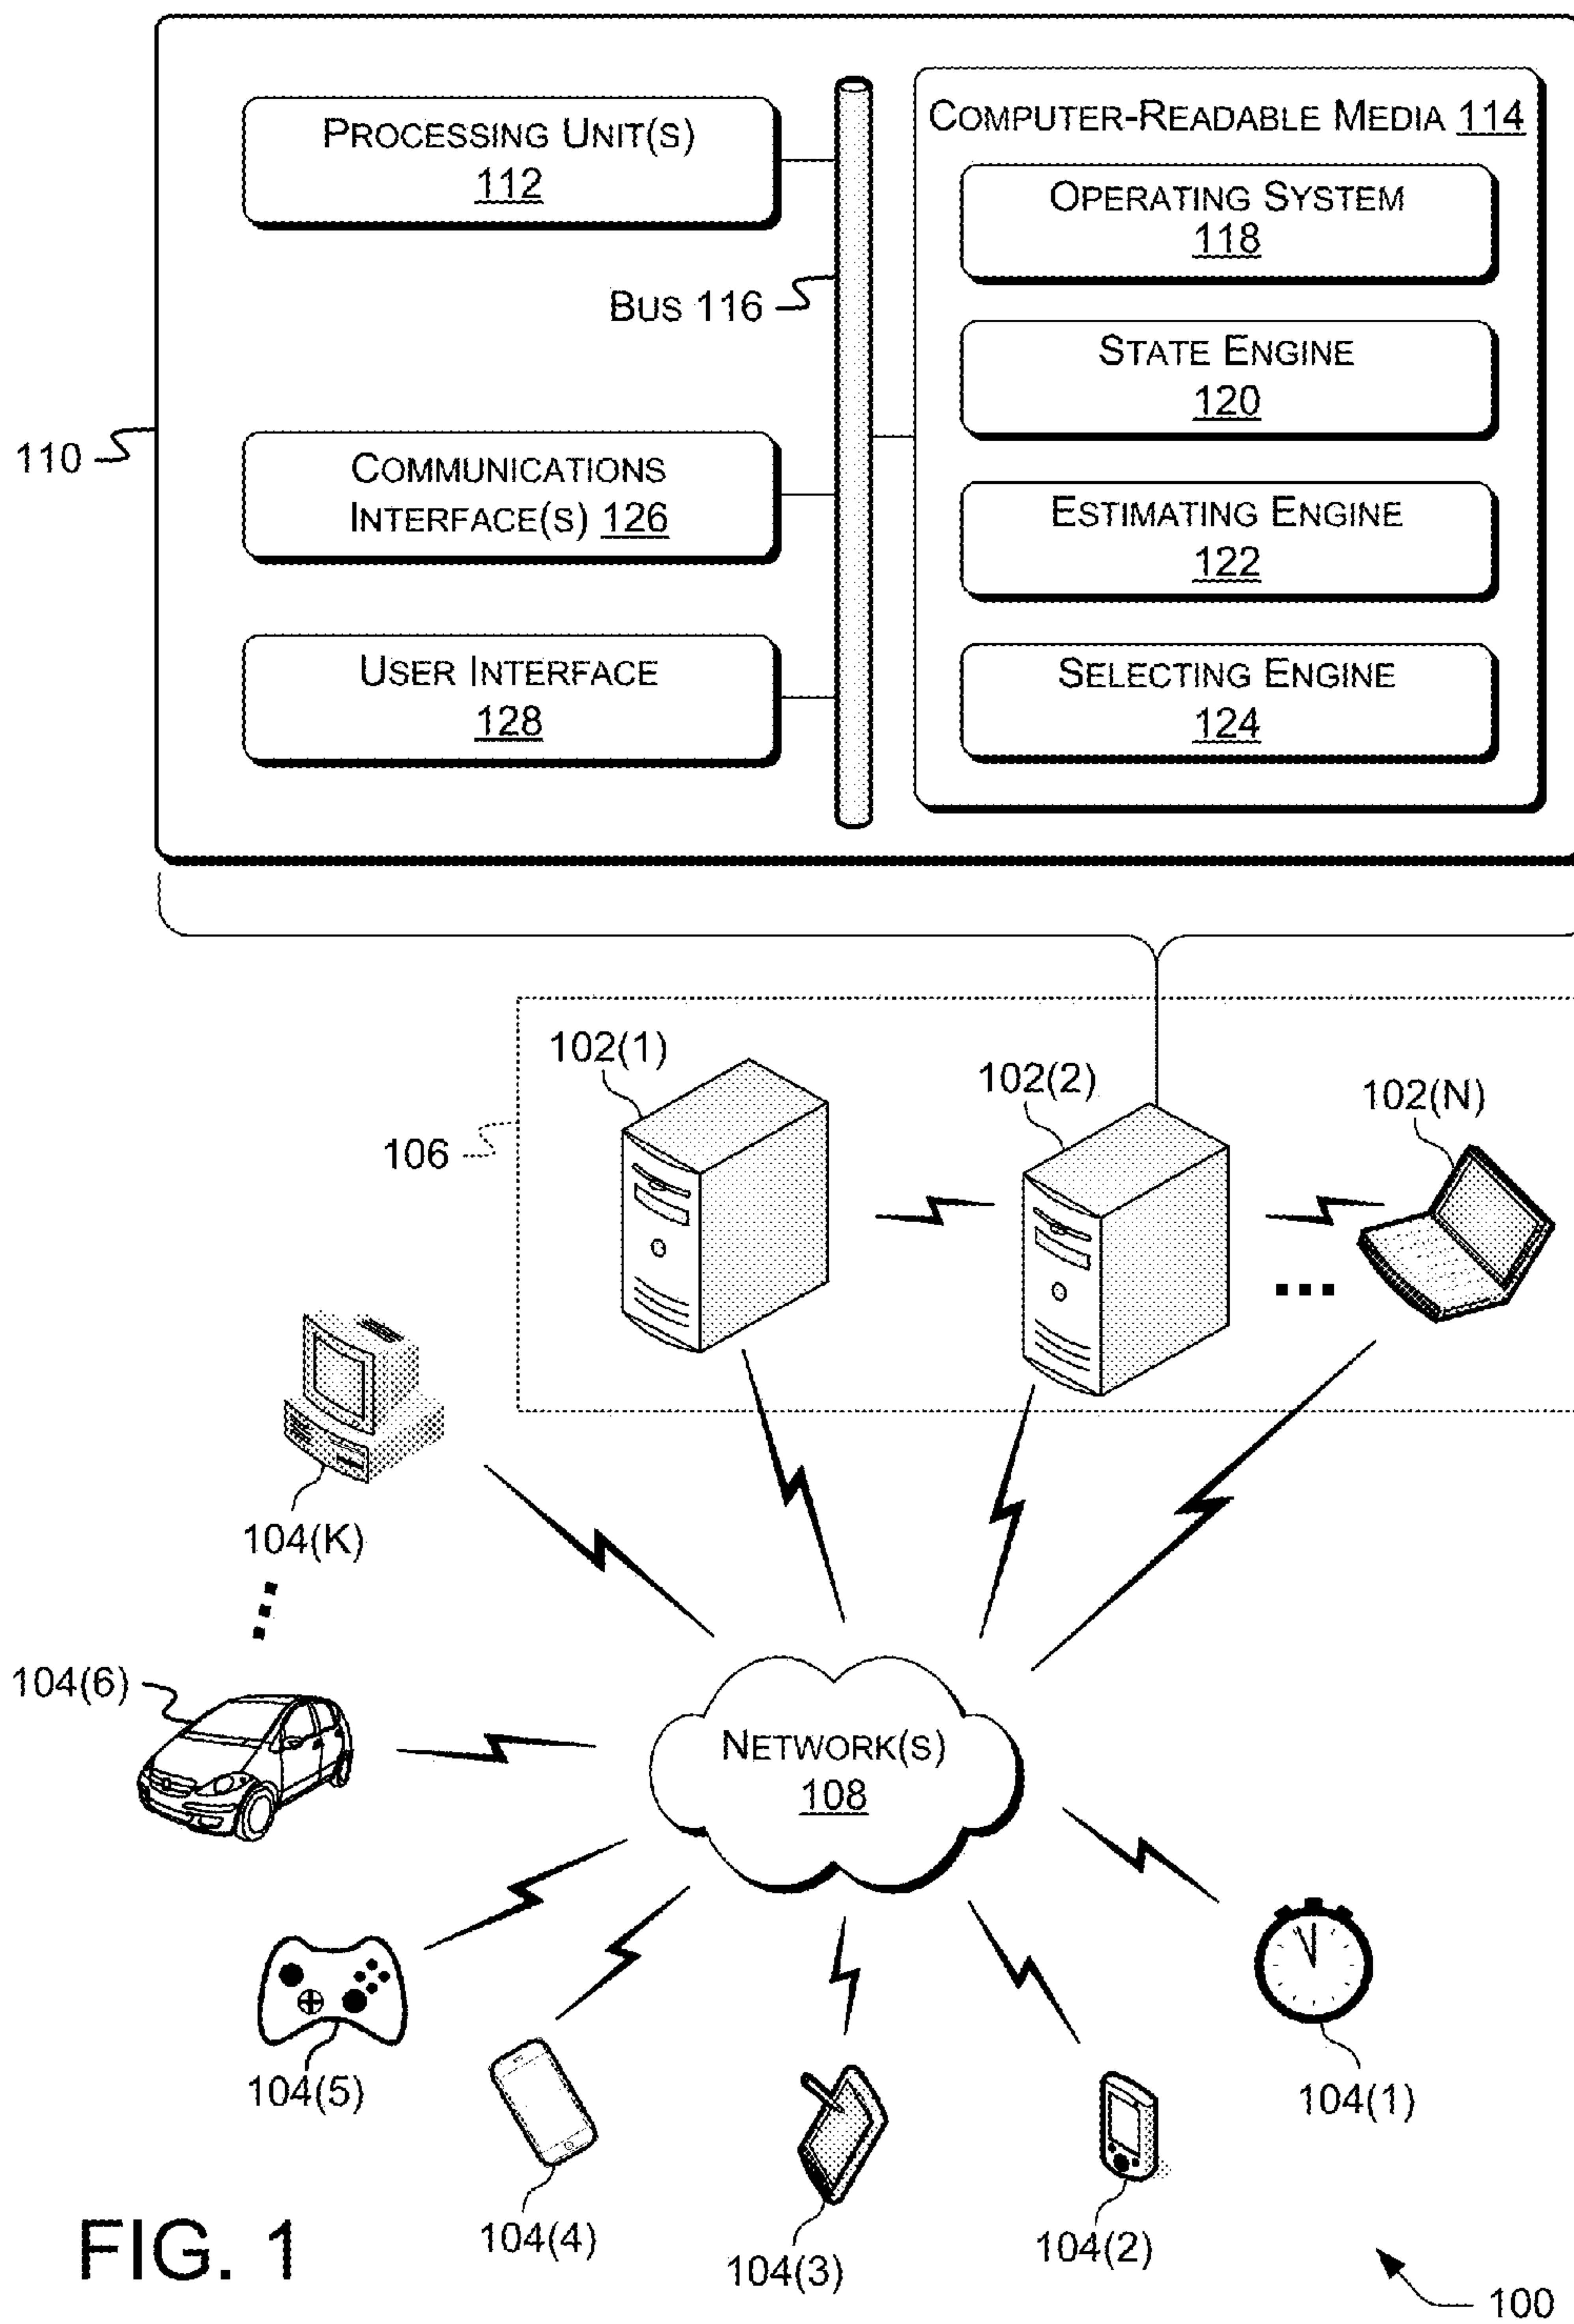 PROCESSING UNIT(S)
112
COMPUTER-READABLE MEDIA 114
OPERATING SYSTEM
118
BUS 116
STATE ENGINE
120
110
COMMUNICATIONS
INTERFACE(S) 126
ESTIMATING ENGINE
122
USER INTERFACE
128
SELECTING ENGINE
124
102(1)
102(2)
102(N)
106
104(K)
104(6)
NETWORK(S)
108
104(5)
104(1)
104(4)
104(3)
104(2)
FIG. 1
100